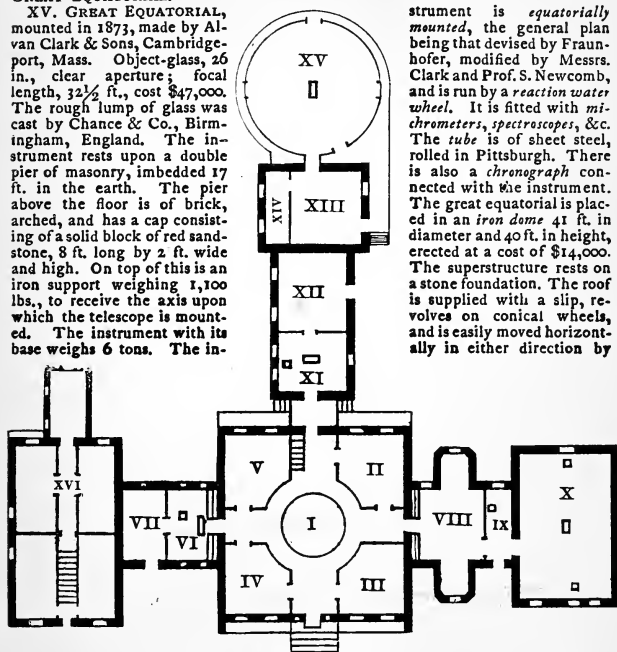 XV. GREAT EQUATORIAL,
mounted in 1873, made by Al-
van Clark & Sons, Cambridge-
port, Mass. Object-glass, 26
in., clear aperture; focal
length, 32½ ft., cost $47,000.
The rough lump of glass was
cast by Chance & Co., Birm-
ingham, England. The in-
strument rests upon a double
pier of masonry, imbedded 17
ft. in the earth. The pier
above the floor is of brick,
arched, and has a cap consist-
ing of a solid block of red sand-
stone, 8 ft. long by 2 ft. wide
and high. On top of this is an
iron support weighing 1,100
lbs., to receive the axis upon
which the telescope is mount-
ed. The instrument with its
base weighs 6 tons. The in-
strument is equatorially
mounted, the general plan
being that devised by Fraun-
hofer, modified by Messrs.
Clark and Prof. S. Newcomb,
and is run by a reaction water
wheel. It is fitted with mi-
chrometers, spectroscopes, &c.
The tube is of sheet steel,
rolled in Pittsburgh. There
is also a chronograph con-
nected with the instrument.
The great equatorial is plac-
ed in an iron dome 41 ft. in
diameter and 40 ft. in height,
erected at a cost of $14,000.
The superstructure rests on
a stone foundation. The roof
is supplied with a slip, re-
volves on conical wheels,
and is easily moved horizont-
ally in either direction by
XV
XIV
XIII
XII
XI
XVI
V
II
X
VII
VI
I
VIII
IX
IV
III